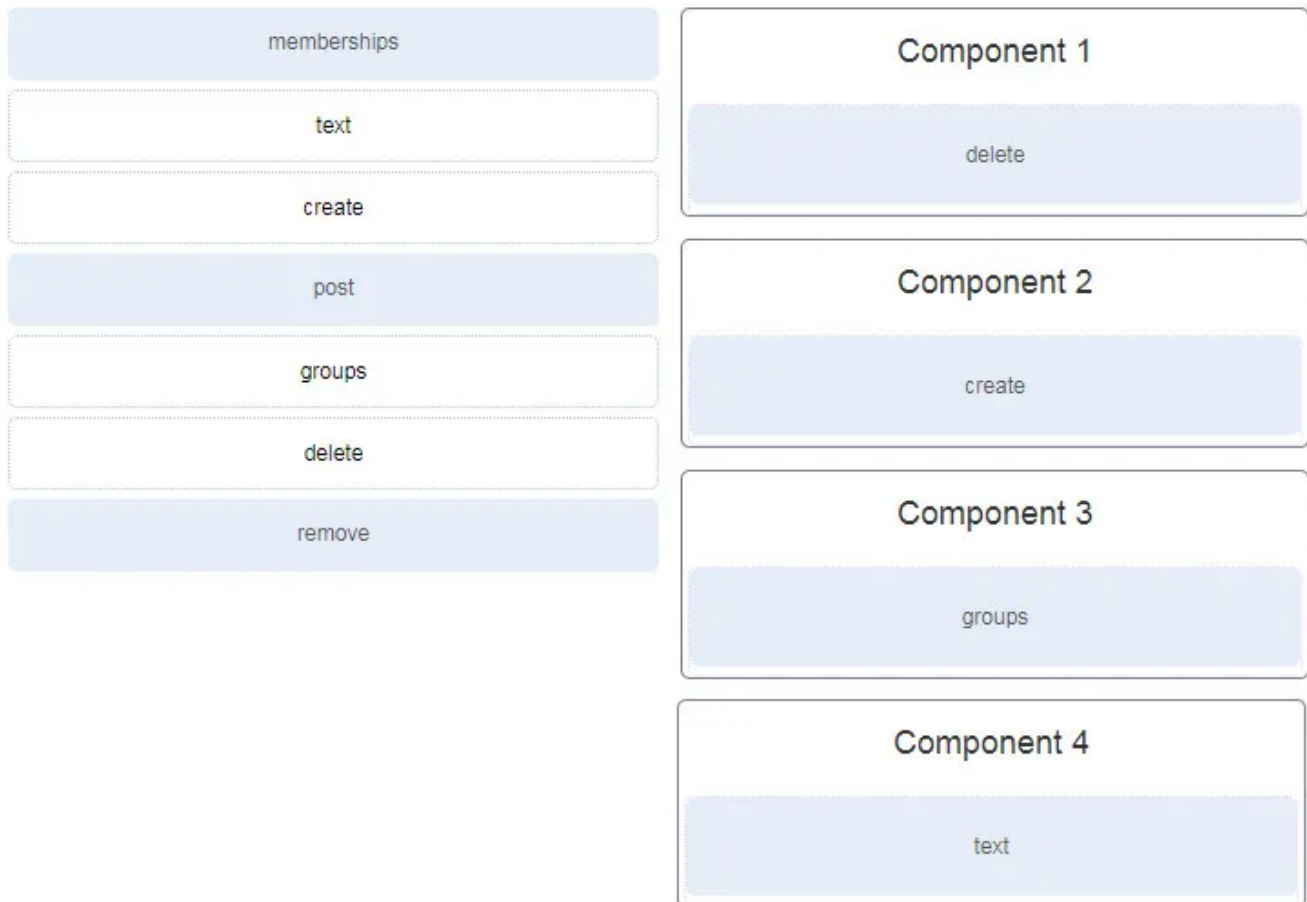 memberships
text
create
post
groups
delete
remove
Component 1
delete
Component 2
create
Component 3
groups
Component 4
text